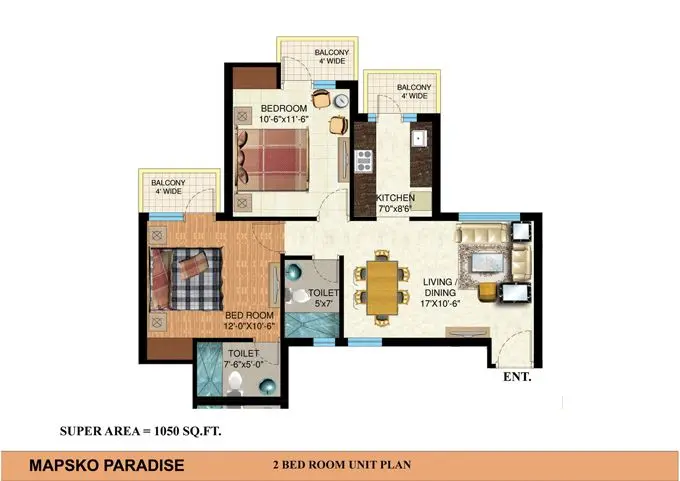 BALCONY
4' WIDE
BALCONY
4' WIDE
BEDROOM
10'-6"x11'-6"
BALCONY
4' WIDE
KITCHEN
7'0"x8'6"
LIVING /
DINING
17'X10'-6"
TOILET
5'x7'
BED ROOM
12'-0"X10'-6"
TOILET
7'-6"x5'-0"
ENT.
SUPER AREA = 1050 SQ.FT.
MAPSKO PARADISE
2 BED ROOM UNIT PLAN